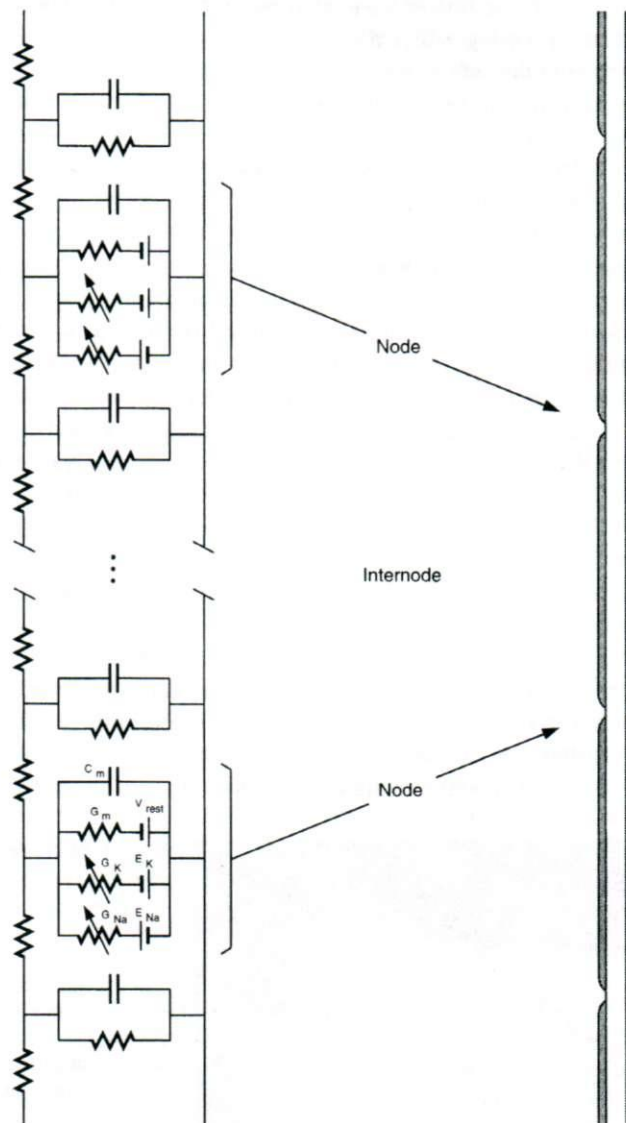 Node
Internode
C m
G m V rest
G K E K
G Na E Na
Node